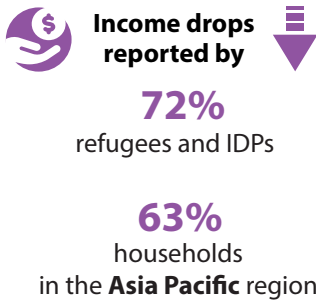 $
Income drops
reported by
72%
refugees and IDPs
63%
households
in the Asia Pacific region